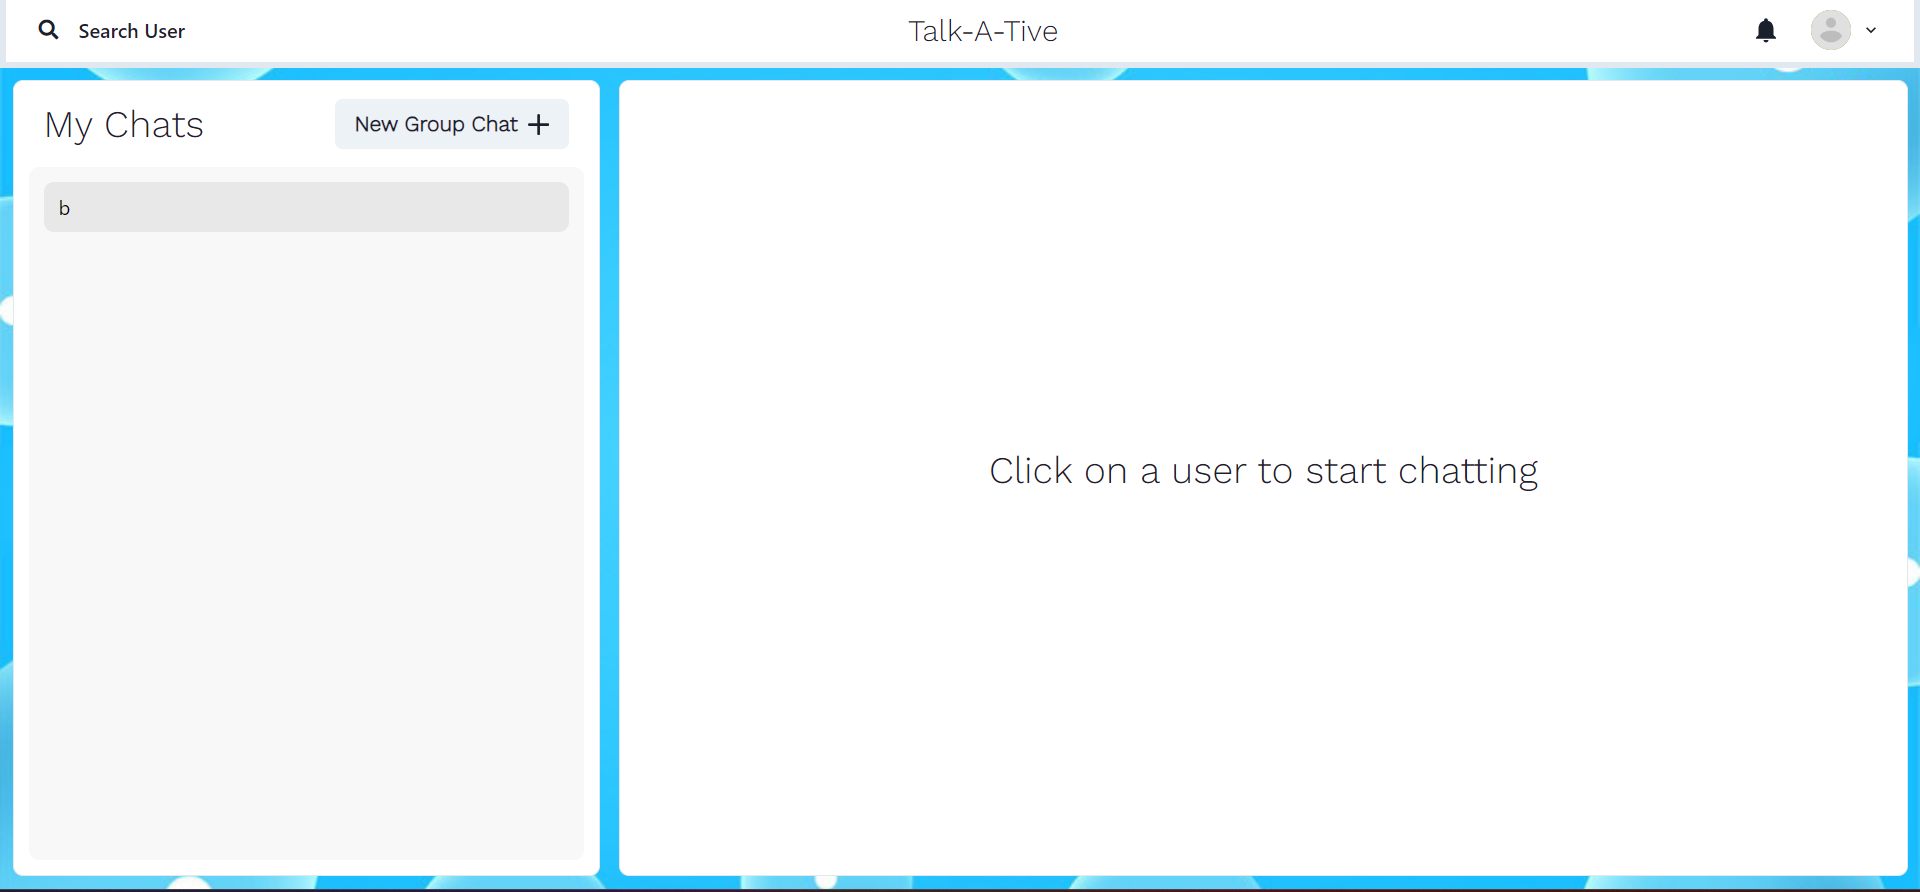 Search User
Talk-A-Tive
My Chats
New Group Chat +
b
Click on a user to start chatting